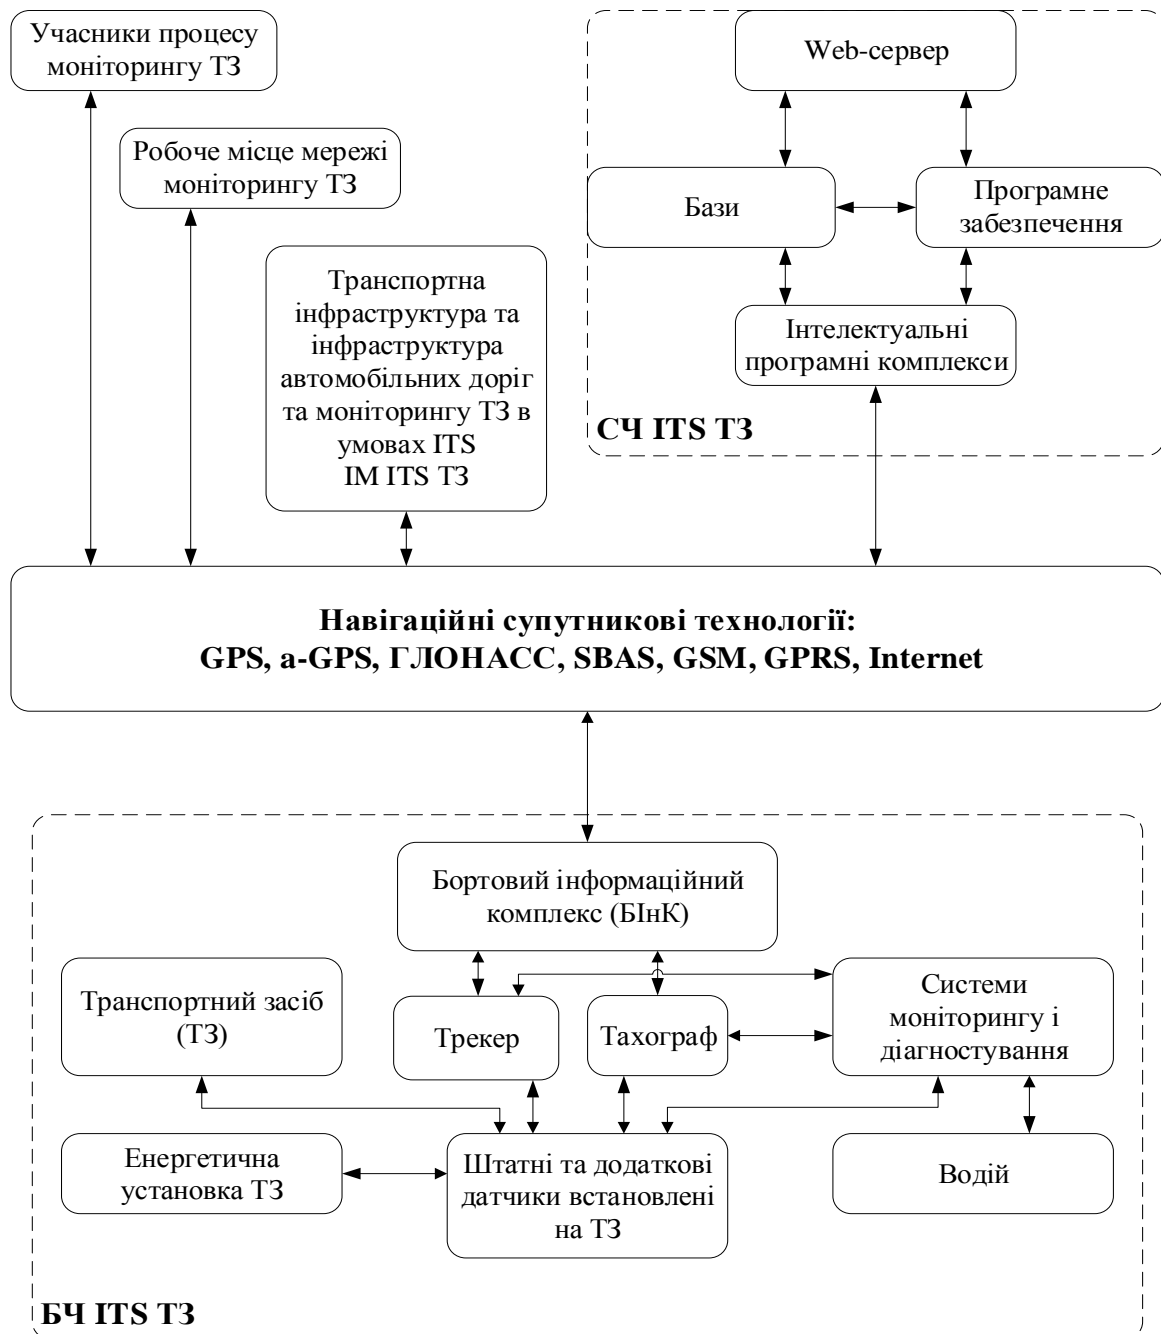 Учасники процесу
моніторингу ТЗ
Робоче місце мережі
моніторингу ТЗ
Транспортна
інфраструктура та
інфраструктура
автомобільних доріг
та моніторингу ТЗ в
умовах ITS
ІМ ITS ТЗ
Web-сервер
Бази
Програмне
забезпечення
Інтелектуальні
програмні комплекси
СЧ ITS ТЗ
Навігаційні супутникові технології:
GPS, a-GPS, ГЛОНАСС, SBAS, GSM, GPRS, Internet
Бортовий інформаційний
комплекс (БІнК)
Транспортний засіб
(ТЗ)
Трекер
Тахограф
Системи
моніторингу і
діагностування
Енергетична
установка ТЗ
Штатні та додаткові
датчики встановлені
на ТЗ
Водій
БЧ ITS ТЗ